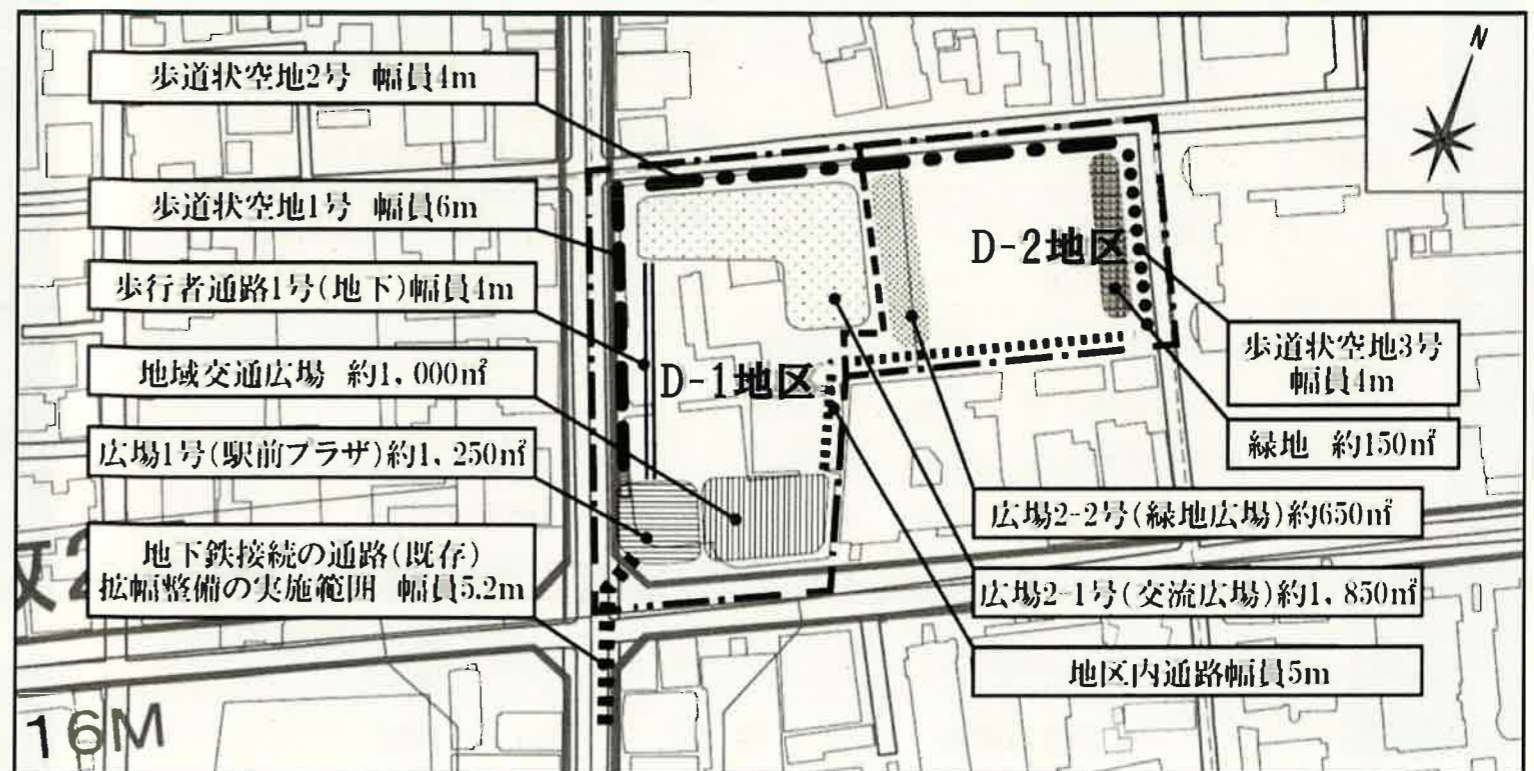 N
歩道状空地2号 幅員4m
歩道状空地1号 幅員6m
歩行者通路1号(地下)幅員4m
地域交通広場 約1,000㎡
広場1号(駅前プラザ)約1,250㎡
地下鉄接続の通路(既存)
拡幅整備の実施範囲 幅員5.2m
D-1地区
D-2地区
歩道状空地3号
幅員4m
緑地 約150㎡
広場2-2号(緑地広場)約650㎡
広場2-1号(交流広場)約1,850㎡
地区内通路幅員5m
16M